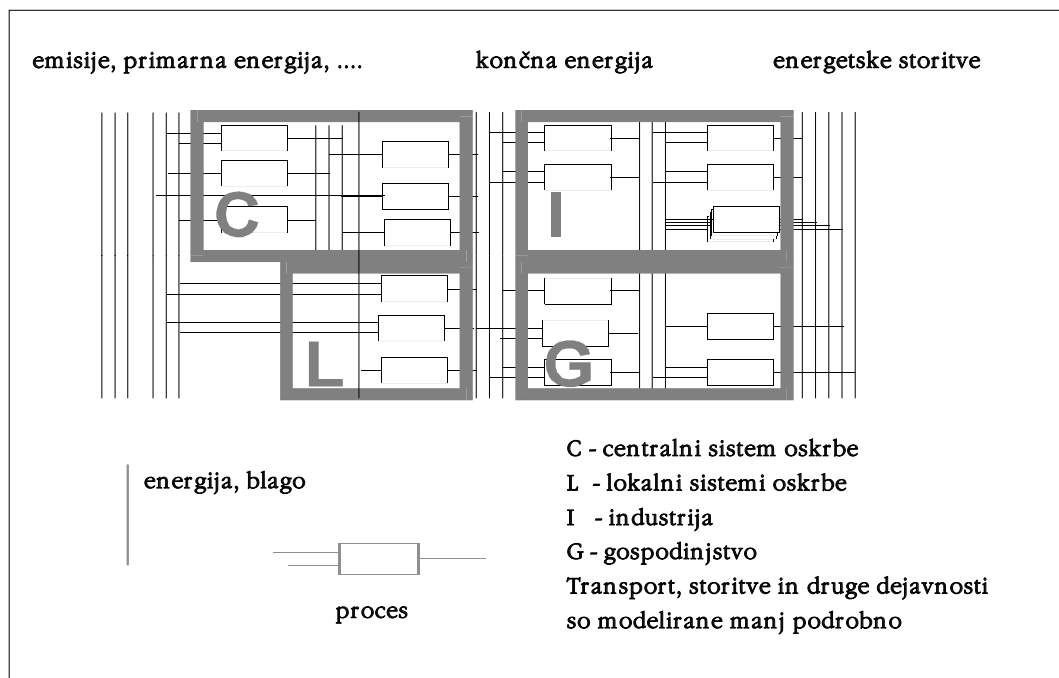 emisije, primarna energija, ....
končna energija
energetske storitve
C
I
L
G
energija, blago
proces
C - centralni sistem oskrbe
L - lokalni sistemi oskrbe
I - industrija
G - gospodinjstvo
Transport, storitve in druge dejavnosti
so modelirane manj podrobno